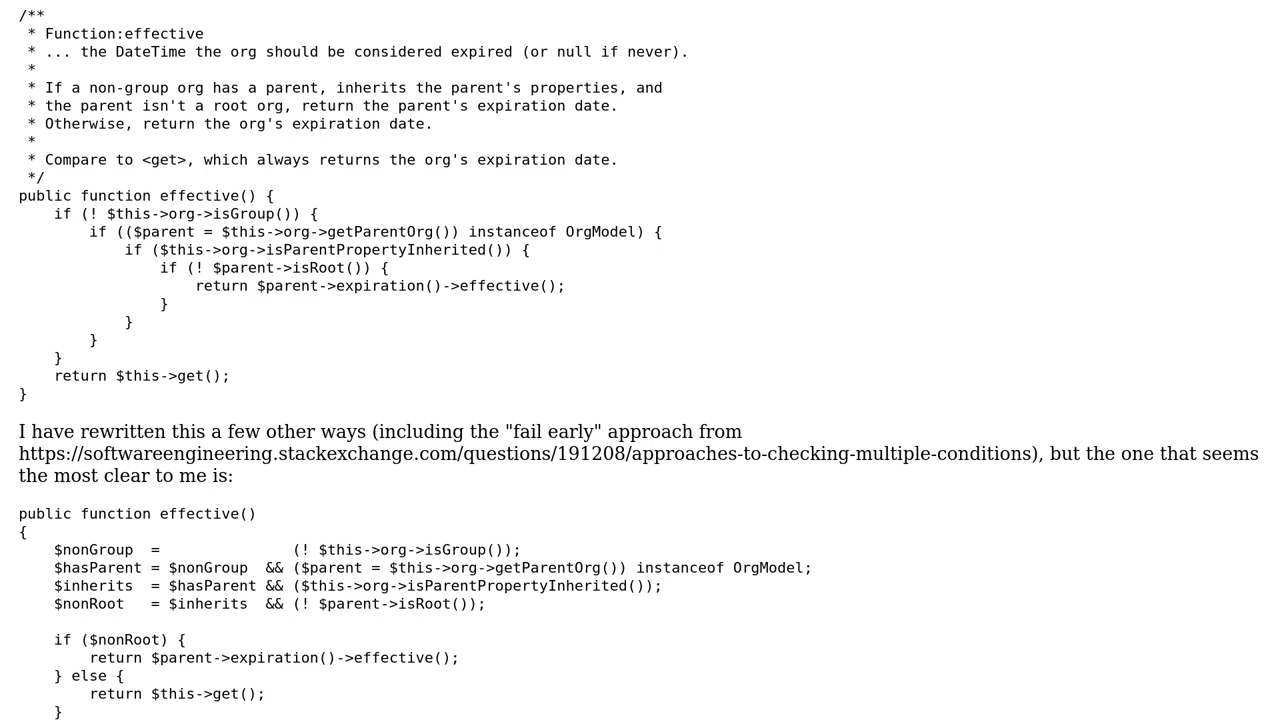 /**
 * Function:effective
 * ... the DateTime the org should be considered expired (or null if never).
 *
 * If a non-group org has a parent, inherits the parent's properties, and
 * the parent isn't a root org, return the parent's expiration date.
 * Otherwise, return the org's expiration date.
 *
 * Compare to <get>, which always returns the org's expiration date.
 */
public function effective() {
    if (! $this->org->isGroup()) {
        if (($parent = $this->org->getParentOrg()) instanceof OrgModel) {
            if ($this->org->isParentPropertyInherited()) {
                if (! $parent->isRoot()) {
                    return $parent->expiration()->effective();
                }
            }
        }
    }
    return $this->get();
}
I have rewritten this a few other ways (including the "fail early" approach from
https://softwareengineering.stackexchange.com/questions/191208/approaches-to-checking-multiple-conditions), but the one that seems
the most clear to me is:
public function effective()
{
    $nonGroup  =               (! $this->org->isGroup());
    $hasParent = $nonGroup  && ($parent = $this->org->getParentOrg()) instanceof OrgModel;
    $inherits  = $hasParent && ($this->org->isParentPropertyInherited());
    $nonRoot   = $inherits  && (! $parent->isRoot());

    if ($nonRoot) {
        return $parent->expiration()->effective();
    } else {
        return $this->get();
    }